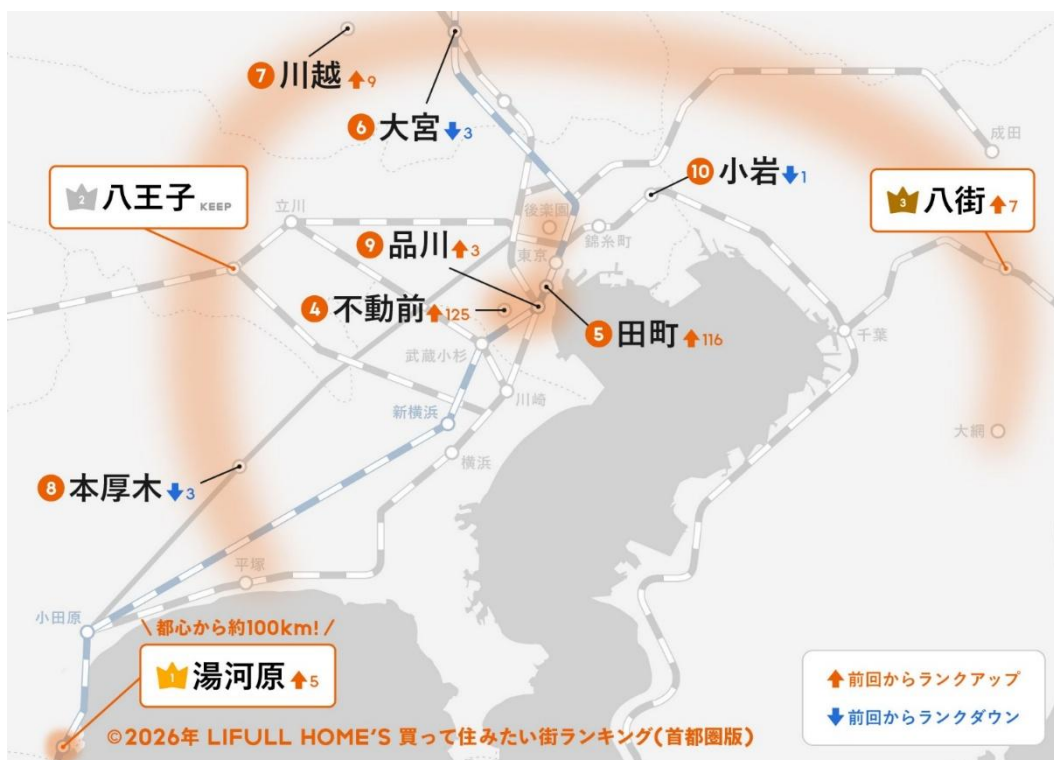 7 川越 ↑9
6 大宮 ↓3
成田
10 小岩 ↓1
2 八王子 KEEP
3 八街 ↑7
立川
後楽園
錦糸町
9 品川 ↑3
東京
4 不動前 ↑125
5 田町 ↑116
千葉
武蔵小杉
川崎
新横浜
大網
横浜
8 本厚木 ↓3
平塚
小田原
\ 都心から約100km! /
1 湯河原 ↑5
↑前回からランクアップ
↓前回からランクダウン
©2026年 LIFULL HOME'S 買って住みたい街ランキング(首都圏版)